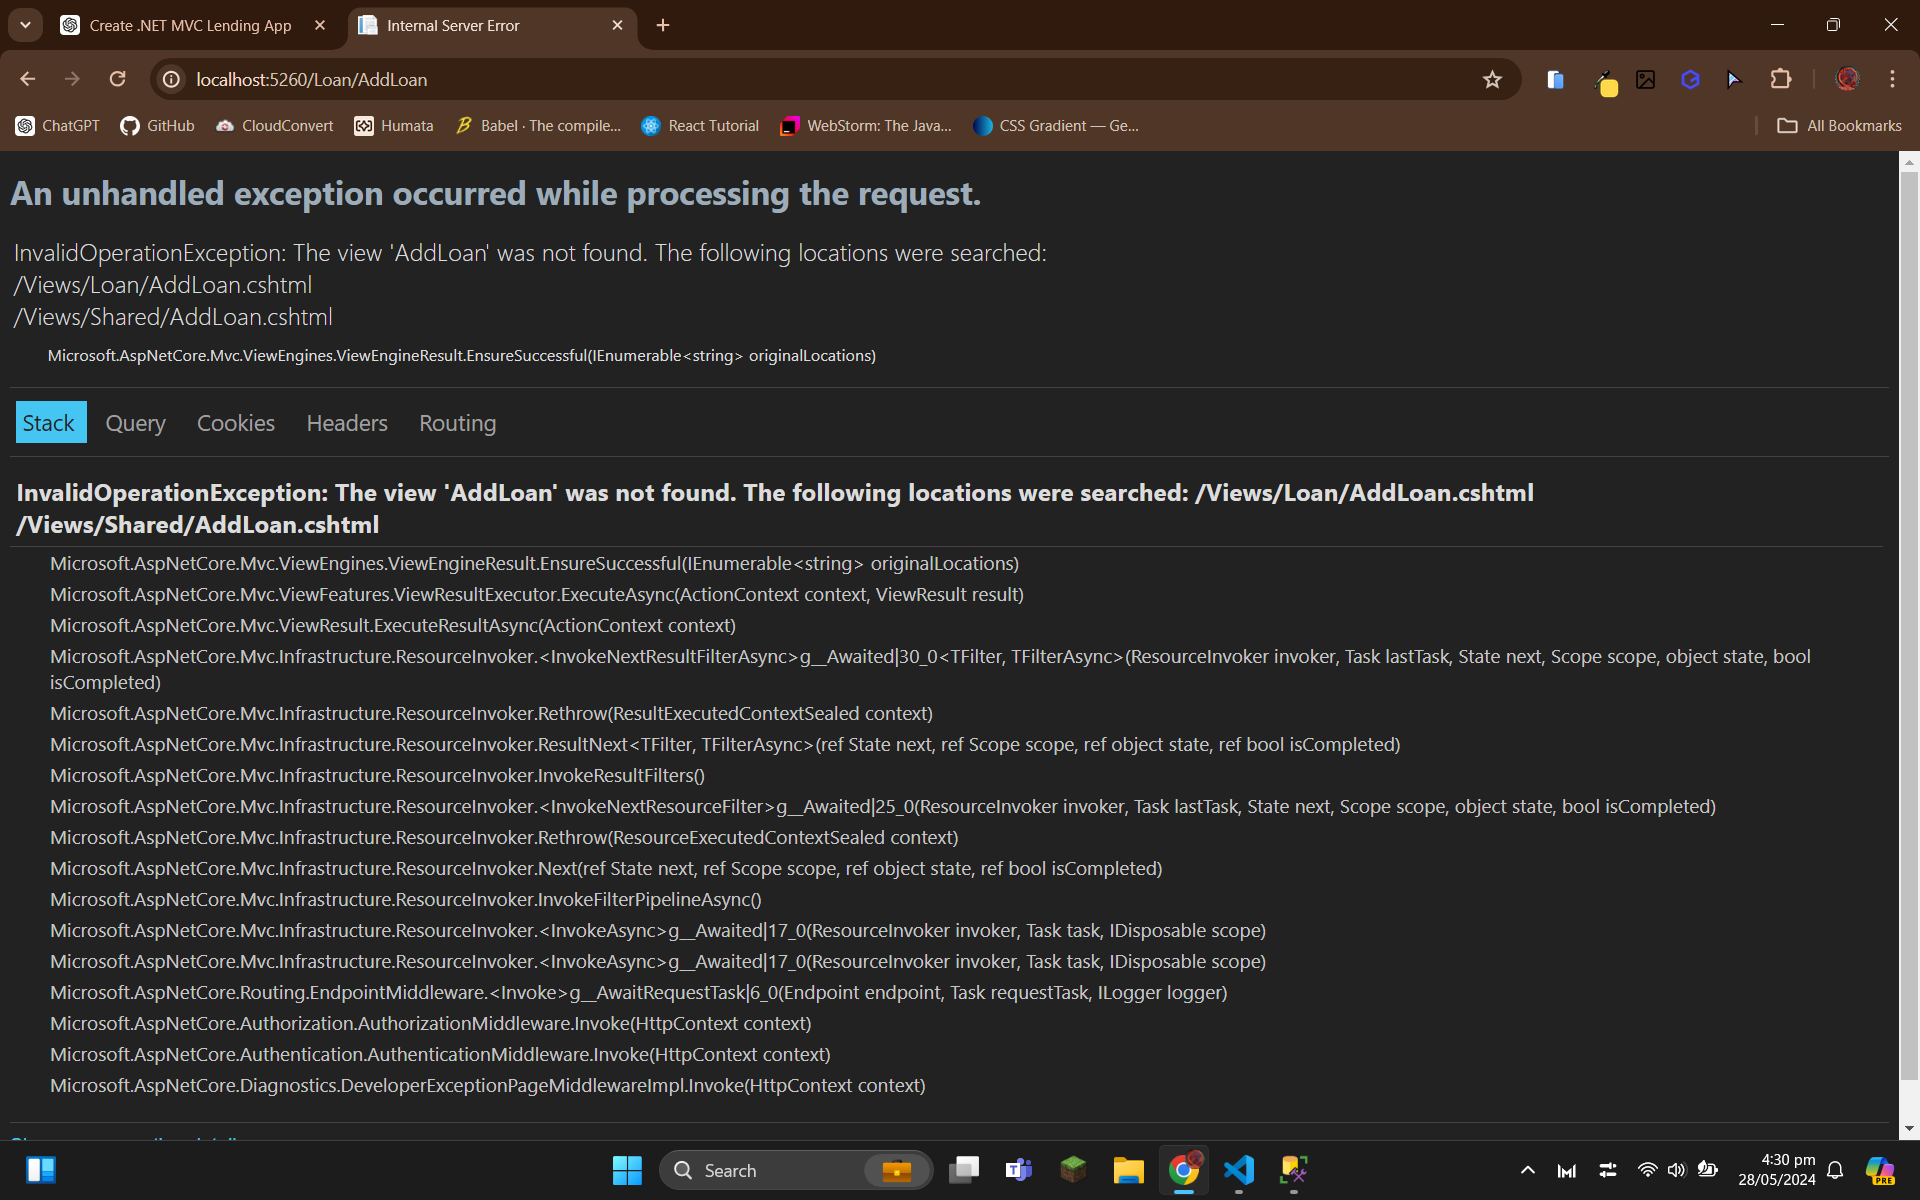 Create .NET MVC Lending App
Internal Server Error
localhost:5260/Loan/AddLoan
ChatGPT
GitHub
CloudConvert
Humata
Babel · The compile...
React Tutorial
WebStorm: The Java...
CSS Gradient — Ge...
All Bookmarks
An unhandled exception occurred while processing the request.
InvalidOperationException: The view 'AddLoan' was not found. The following locations were searched:
/Views/Loan/AddLoan.cshtml
/Views/Shared/AddLoan.cshtml
Microsoft.AspNetCore.Mvc.ViewEngines.ViewEngineResult.EnsureSuccessful(IEnumerable<string> originalLocations)
Stack Query Cookies Headers Routing
InvalidOperationException: The view 'AddLoan' was not found. The following locations were searched: /Views/Loan/AddLoan.cshtml
/Views/Shared/AddLoan.cshtml
Microsoft.AspNetCore.Mvc.ViewEngines.ViewEngineResult.EnsureSuccessful(IEnumerable<string> originalLocations)
Microsoft.AspNetCore.Mvc.ViewFeatures.ViewResultExecutor.ExecuteAsync(ActionContext context, ViewResult result)
Microsoft.AspNetCore.Mvc.ViewResult.ExecuteResultAsync(ActionContext context)
Microsoft.AspNetCore.Mvc.Infrastructure.ResourceInvoker.<InvokeNextResultFilterAsync>g__Awaited|30_0<TFilter, TFilterAsync>(ResourceInvoker invoker, Task lastTask, State next, Scope scope, object state, bool
isCompleted)
Microsoft.AspNetCore.Mvc.Infrastructure.ResourceInvoker.Rethrow(ResultExecutedContextSealed context)
Microsoft.AspNetCore.Mvc.Infrastructure.ResourceInvoker.ResultNext<TFilter, TFilterAsync>(ref State next, ref Scope scope, ref object state, ref bool isCompleted)
Microsoft.AspNetCore.Mvc.Infrastructure.ResourceInvoker.InvokeResultFilters()
Microsoft.AspNetCore.Mvc.Infrastructure.ResourceInvoker.<InvokeNextResourceFilter>g__Awaited|25_0(ResourceInvoker invoker, Task lastTask, State next, Scope scope, object state, bool isCompleted)
Microsoft.AspNetCore.Mvc.Infrastructure.ResourceInvoker.Rethrow(ResourceExecutedContextSealed context)
Microsoft.AspNetCore.Mvc.Infrastructure.ResourceInvoker.Next(ref State next, ref Scope scope, ref object state, ref bool isCompleted)
Microsoft.AspNetCore.Mvc.Infrastructure.ResourceInvoker.InvokeFilterPipelineAsync()
Microsoft.AspNetCore.Mvc.Infrastructure.ResourceInvoker.<InvokeAsync>g__Awaited|17_0(ResourceInvoker invoker, Task task, IDisposable scope)
Microsoft.AspNetCore.Mvc.Infrastructure.ResourceInvoker.<InvokeAsync>g__Awaited|17_0(ResourceInvoker invoker, Task task, IDisposable scope)
Microsoft.AspNetCore.Routing.EndpointMiddleware.<Invoke>g__AwaitRequestTask|6_0(Endpoint endpoint, Task requestTask, ILogger logger)
Microsoft.AspNetCore.Authorization.AuthorizationMiddleware.Invoke(HttpContext context)
Microsoft.AspNetCore.Authentication.AuthenticationMiddleware.Invoke(HttpContext context)
Microsoft.AspNetCore.Diagnostics.DeveloperExceptionPageMiddlewareImpl.Invoke(HttpContext context)
Search
4:30 pm
28/05/2024
PRE